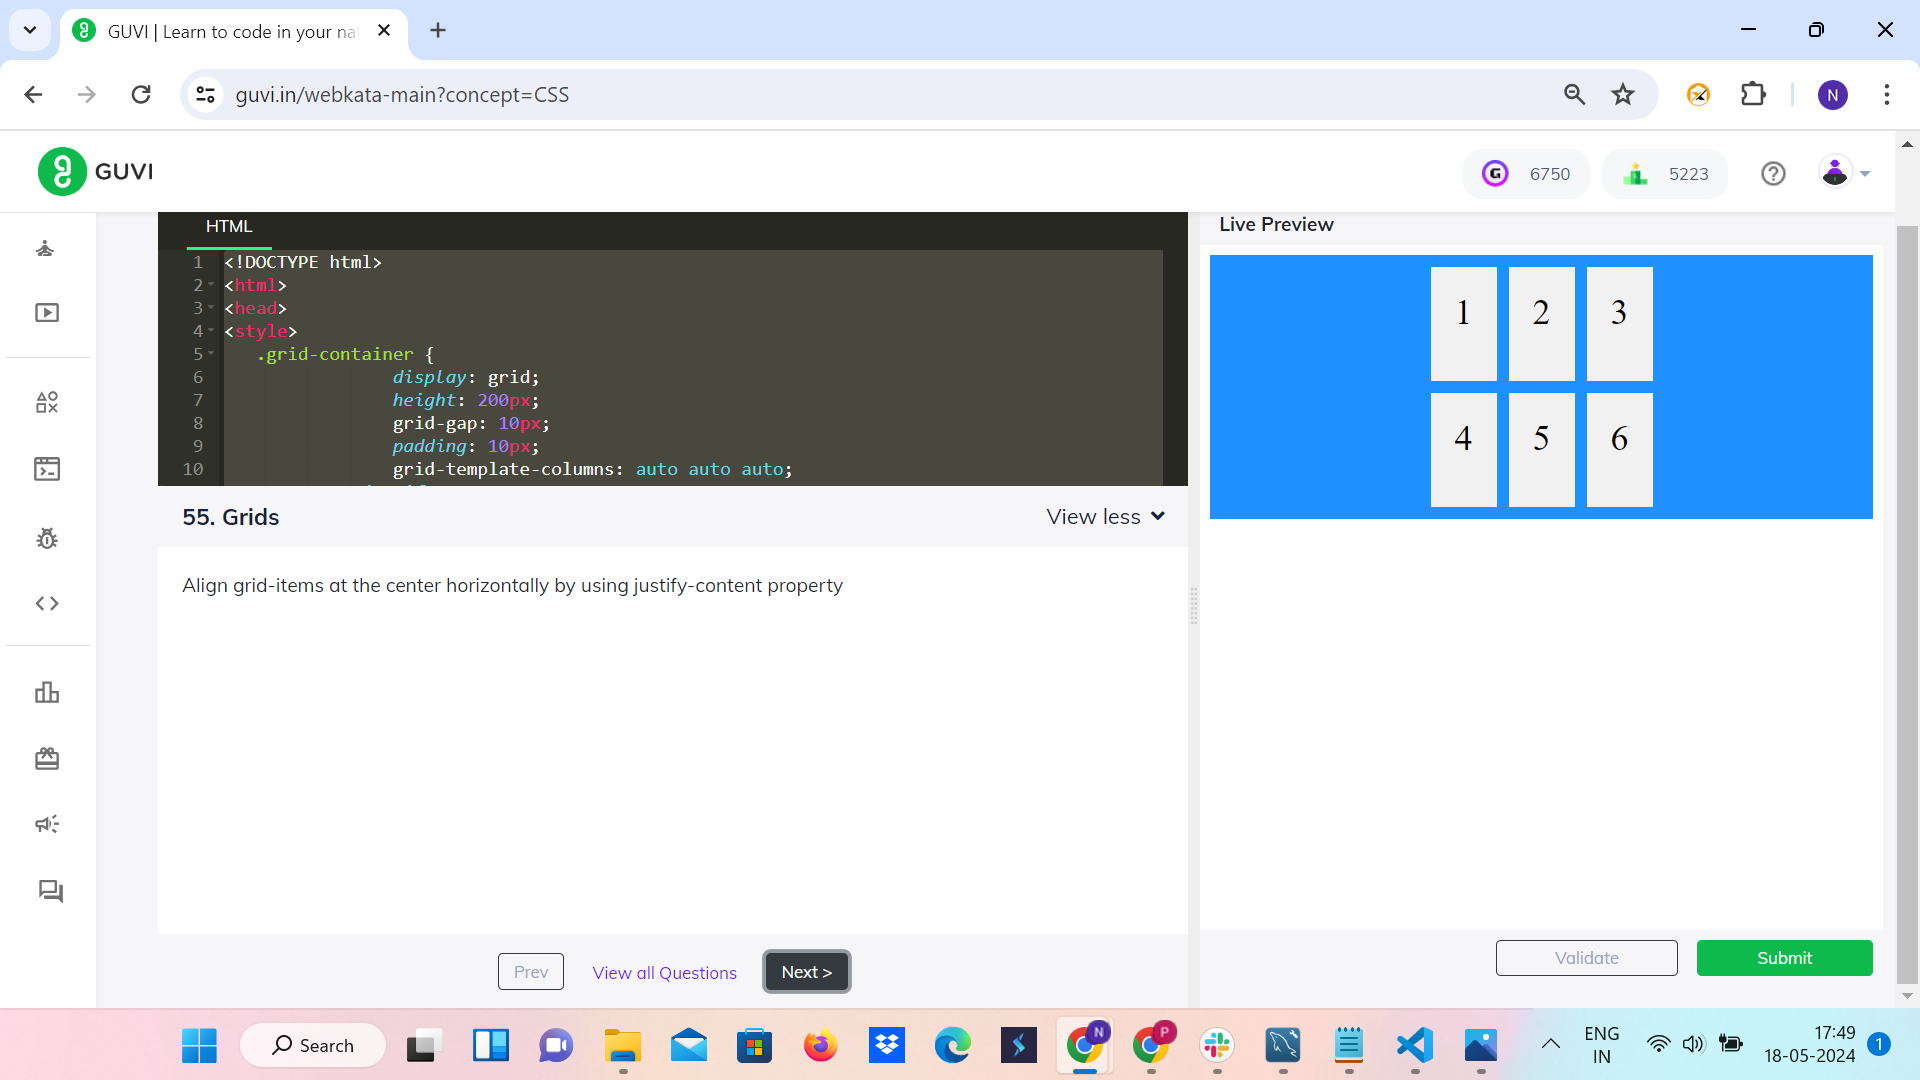 GUVI | Learn to code in your na
guvi.in/webkata-main?concept=CSS
N
GUVI
G 6750
5223
HTML
Live Preview
1 <!DOCTYPE html>
2 <html>
3 <head>
4 <style>
5 .grid-container {
6 display: grid;
7 height: 200px;
8 grid-gap: 10px;
9 padding: 10px;
10 grid-template-columns: auto auto auto;
1 2 3
4 5 6
55. Grids
View less
Align grid-items at the center horizontally by using justify-content property
Prev
View all Questions
Next >
Validate
Submit
Search
N
P
ENG
IN
17:49
18-05-2024
1